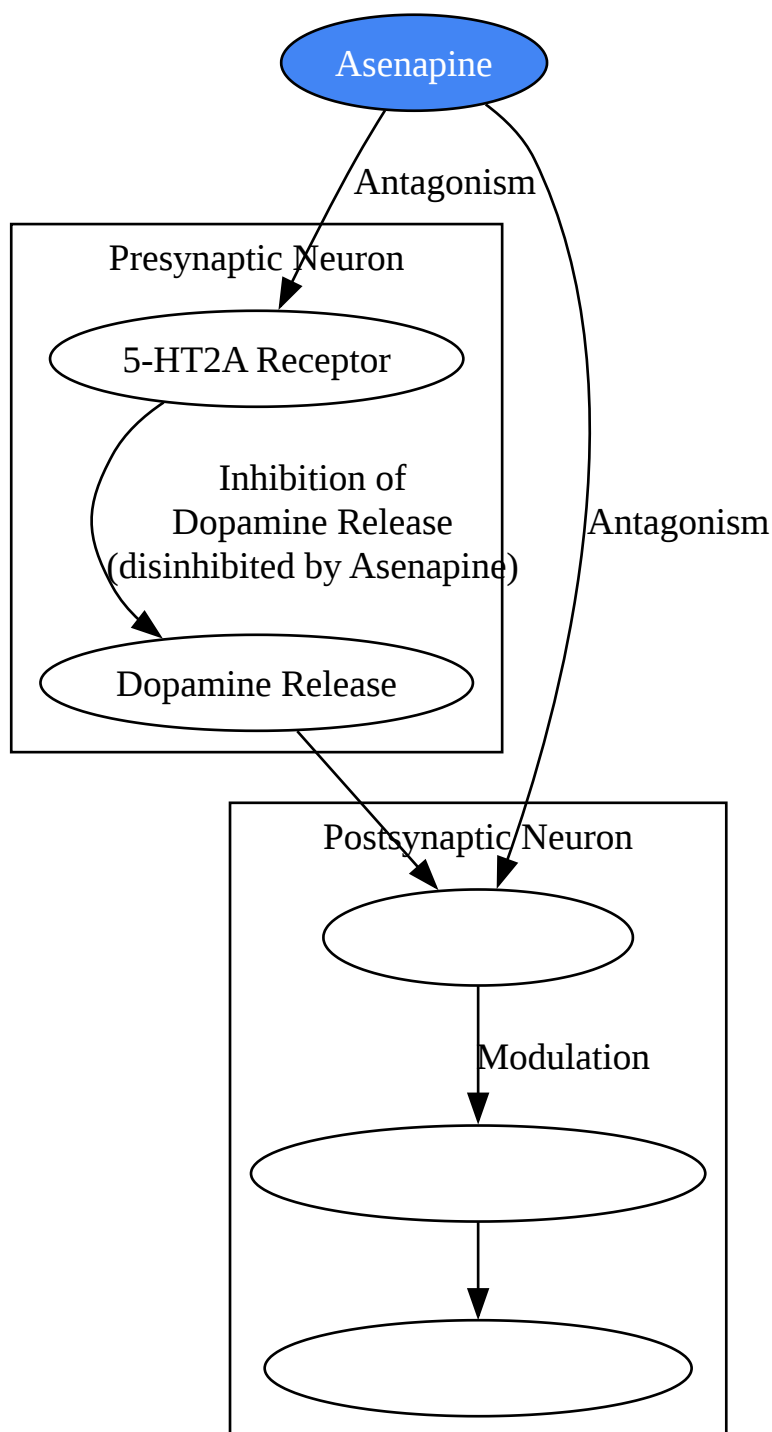 Asenapine
Antagonism
Presynaptic Neuron
5-HT2A Receptor
Inhibition of
Dopamine Release
(disinhibited by Asenapine)
Antagonism
Dopamine Release
Postsynaptic Neuron
Modulation